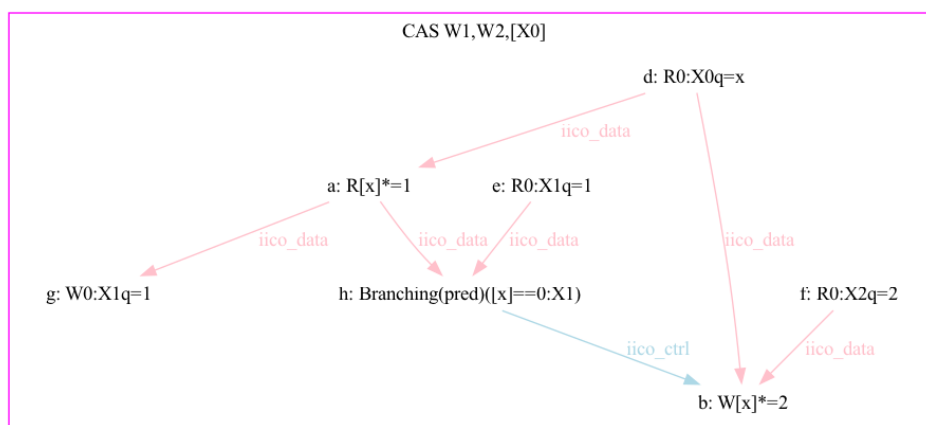 CAS W1,W2,[X0]
d: R0:X0q=x
iico_data
a: R[x]*=1
e: R0:X1q=1
iico_data
iico_data
iico_data
iico_data
g: W0:X1q=1
h: Branching(pred)([x]==0:X1)
f: R0:X2q=2
iico_ctrl
iico_data
b: W[x]*=2